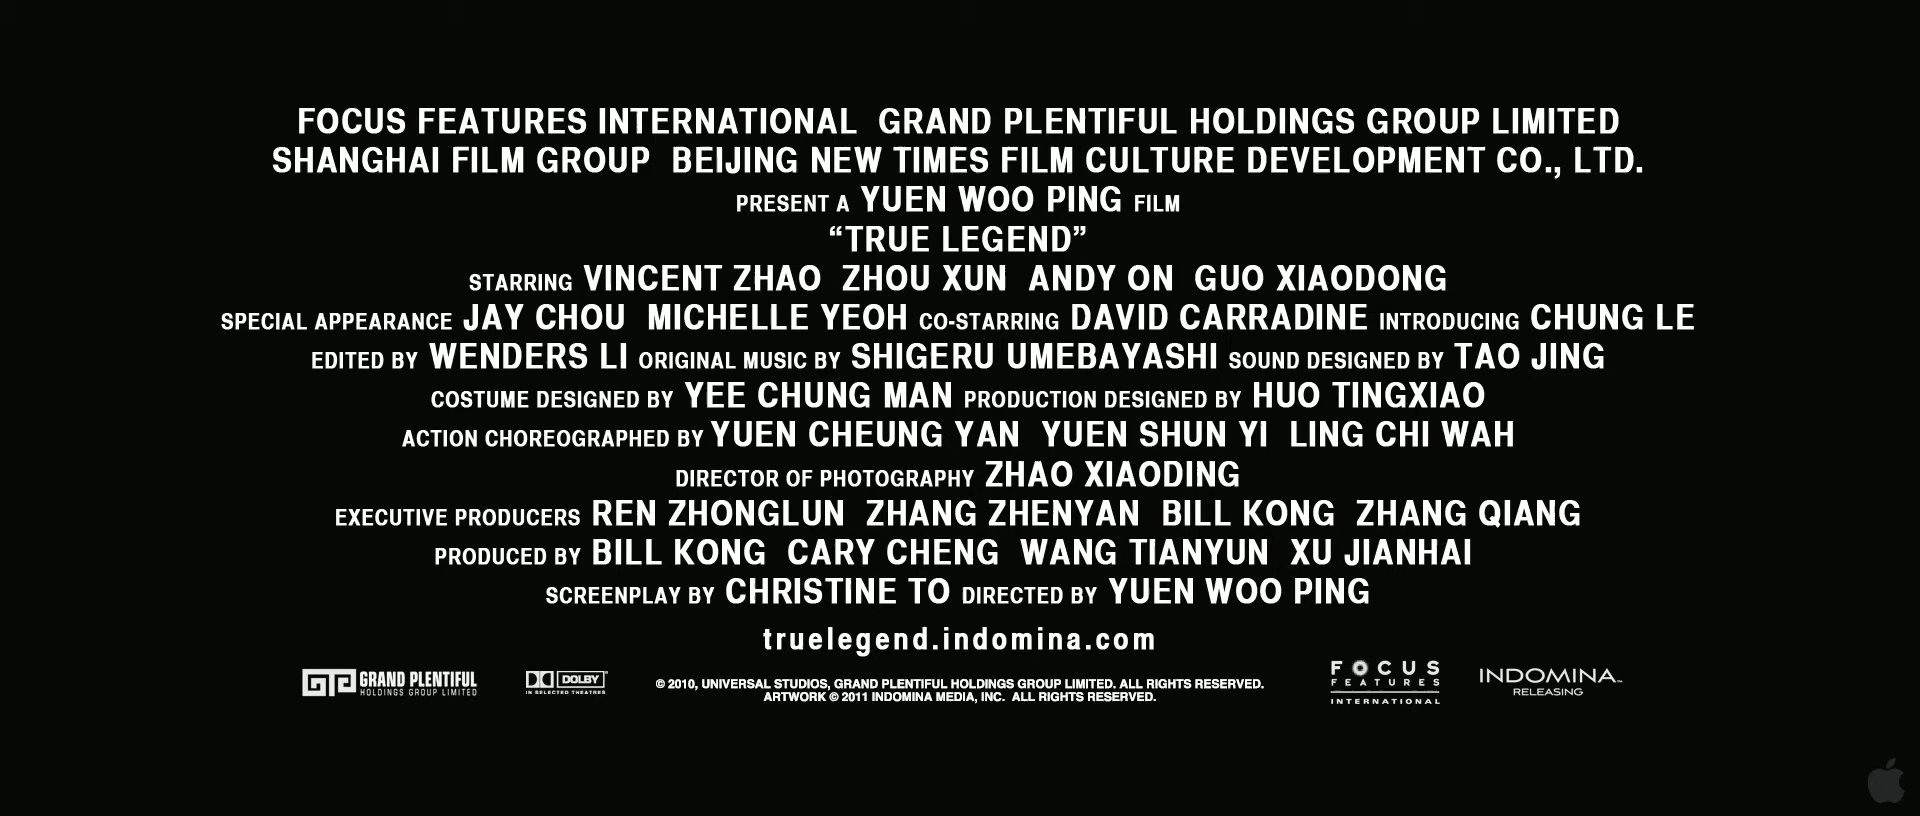 FOCUS FEATURES INTERNATIONAL GRAND PLENTIFUL HOLDINGS GROUP LIMITED
SHANGHAI FILM GROUP BEIJING NEW TIMES FILM CULTURE DEVELOPMENT CO., LTD.
PRESENT A YUEN WOO PING FILM
“TRUE LEGEND”
STARRING VINCENT ZHAO ZHOU XUN ANDY ON GUO XIAODONG
SPECIAL APPEARANCE JAY CHOU MICHELLE YEOH CO-STARRING DAVID CARRADINE INTRODUCING CHUNG LE
EDITED BY WENDERS LI ORIGINAL MUSIC BY SHIGERU UMEBAYASHI SOUND DESIGNED BY TAO JING
COSTUME DESIGNED BY YEE CHUNG MAN PRODUCTION DESIGNED BY HUO TINGXIAO
ACTION CHOREOGRAPHED BY YUEN CHEUNG YAN YUEN SHUN YI LING CHI WAH
DIRECTOR OF PHOTOGRAPHY ZHAO XIAODING
EXECUTIVE PRODUCERS REN ZHONGLUN ZHANG ZHENYAN BILL KONG ZHANG QIANG
PRODUCED BY BILL KONG CARY CHENG WANG TIANYUN XU JIANHAI
SCREENPLAY BY CHRISTINE TO DIRECTED BY YUEN WOO PING
truelegend.indomina.com
GRAND PLENTIFUL
HOLDINGS GROUP LIMITED
DOLBY
IN SELECTED THEATRES
© 2010, UNIVERSAL STUDIOS, GRAND PLENTIFUL HOLDINGS GROUP LIMITED. ALL RIGHTS RESERVED.
ARTWORK © 2011 INDOMINA MEDIA, INC. ALL RIGHTS RESERVED.
FOCUS
FEATURES
INTERNATIONAL
INDOMINA™
RELEASING